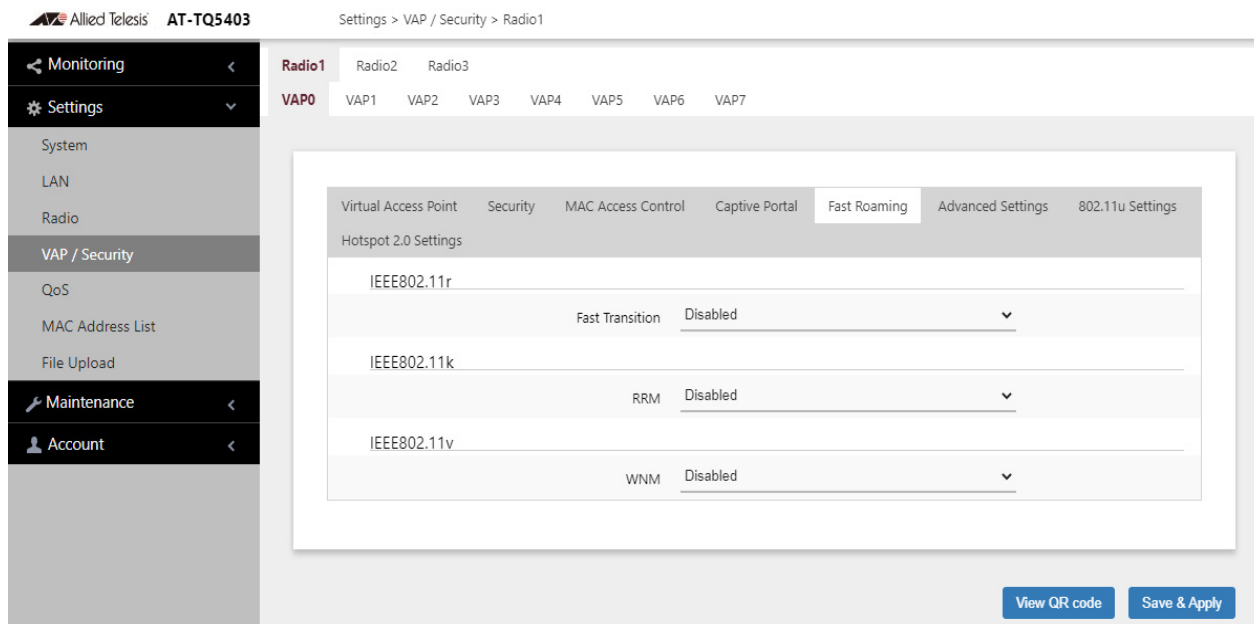 Allied Telesis AT-TQ5403 Settings > VAP / Security > Radio1
Monitoring
Radio1 Radio2 Radio3
Settings
VAP0 VAP1 VAP2 VAP3 VAP4 VAP5 VAP6 VAP7
System
LAN
Radio
VAP / Security
QoS
MAC Address List
File Upload
Maintenance
Account
Virtual Access Point Security MAC Access Control Captive Portal Fast Roaming Advanced Settings 802.11u Settings
Hotspot 2.0 Settings
IEEE802.11r
Fast Transition Disabled
IEEE802.11k
RRM Disabled
IEEE802.11v
WNM Disabled
View QR code Save & Apply